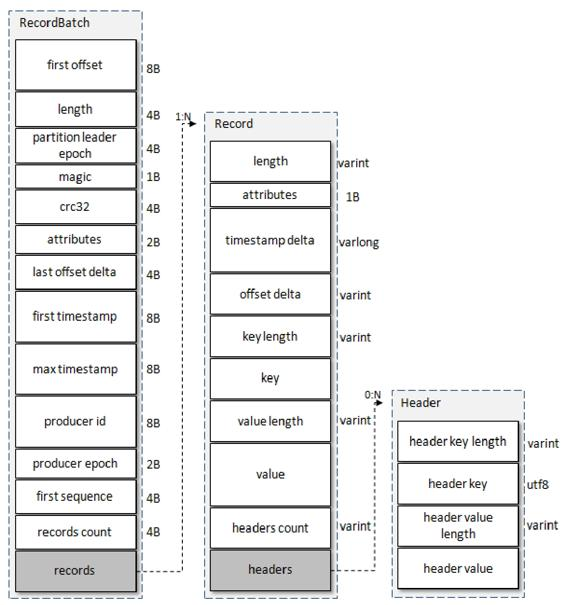 RecordBatch
first offset
8B
length
4B
partition leader
epoch
4B
magic
1B
crc32
4B
attributes
2B
last offset delta
4B
first timestamp
8B
max timestamp
8B
producer id
8B
producer epoch
2B
first sequence
4B
records count
4B
records
1:N
Record
length
varint
attributes
1B
timestamp delta
varlong
offset delta
varint
key length
varint
key
value length
varint
value
headers count
varint
headers
0:N
Header
header key length
varint
header key
utf8
header value
length
varint
header value